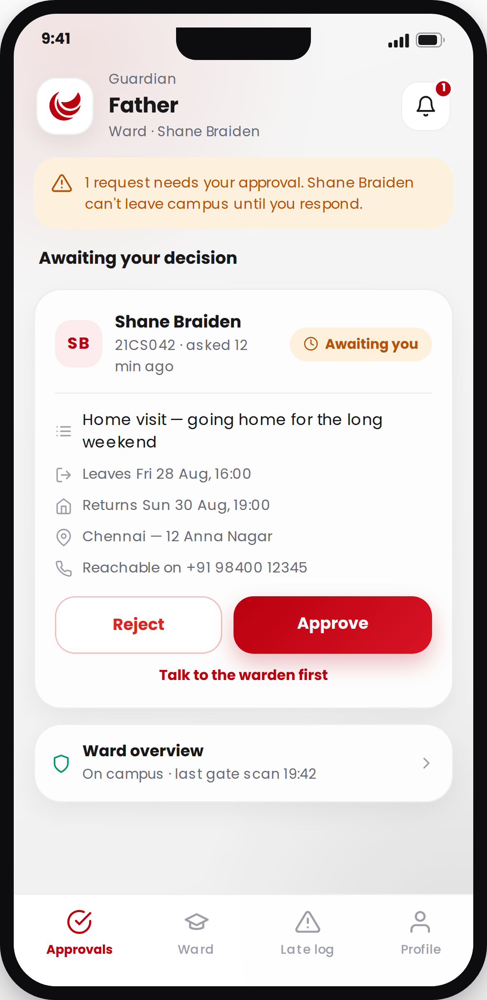 9:41
Guardian
Father
Ward · Shane Braiden
1
1 request needs your approval. Shane Braiden
can't leave campus until you respond.
Awaiting your decision
SB
Shane Braiden
21CS042 · asked 12
min ago
Awaiting you
Home visit — going home for the long
weekend
Leaves Fri 28 Aug, 16:00
Returns Sun 30 Aug, 19:00
Chennai — 12 Anna Nagar
Reachable on +91 98400 12345
Reject
Approve
Talk to the warden first
Ward overview
On campus · last gate scan 19:42
Approvals
Ward
Late log
Profile